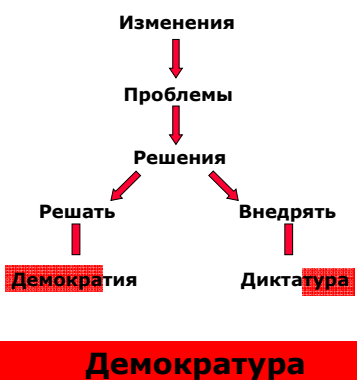 Изменения
Проблемы
Решения
Решать Внедрять
Демократия Диктатура
Демократура